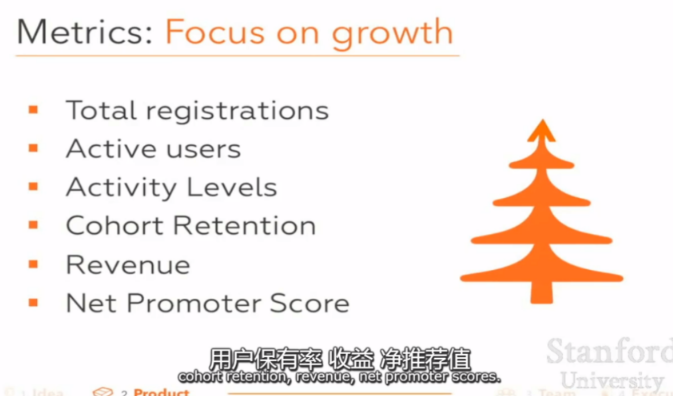 Metrics: Focus on growth
Total registrations
Active users
Activity Levels
Cohort Retention
Revenue
Net Promoter Score
用户保有率 收益 净推荐值
cohort retention, revenue, net promoter scores.
Stanford
University
1 Idea
2 Product
3 Team
4 Execu